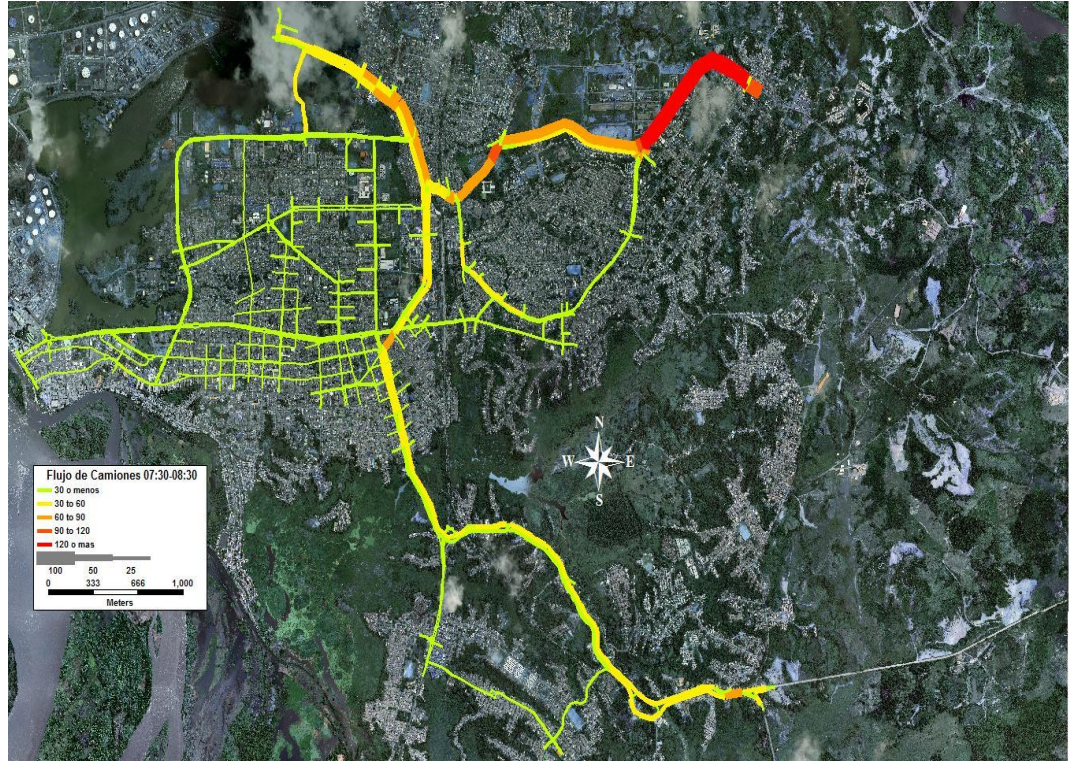 N
W E
S
Flujo de Camiones 07:30-08:30
30 o menos
30 to 60
60 to 90
90 to 120
120 o mas
100 50 25
0 333 666 1,000
Meters